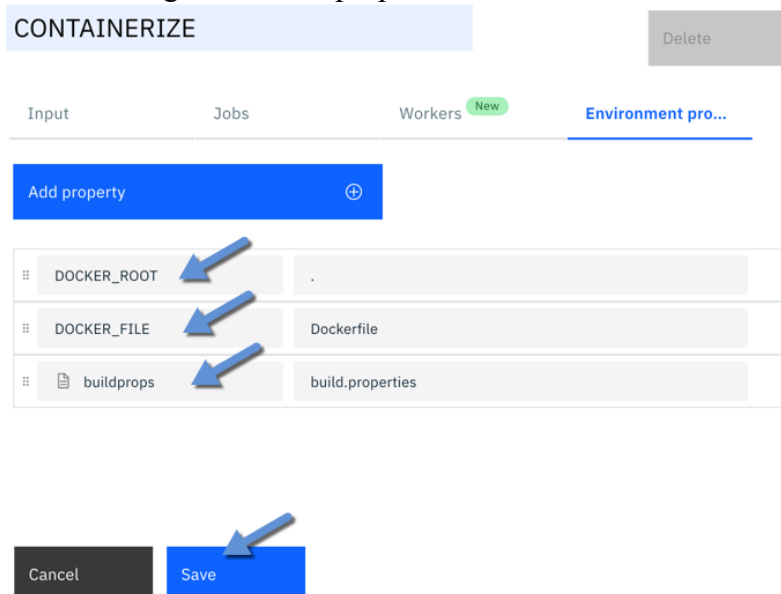 CONTAINERIZE
Delete
Input Jobs Workers New Environment pro...
Add property
DOCKER_ROOT .
DOCKER_FILE Dockerfile
buildprops build.properties
Cancel Save